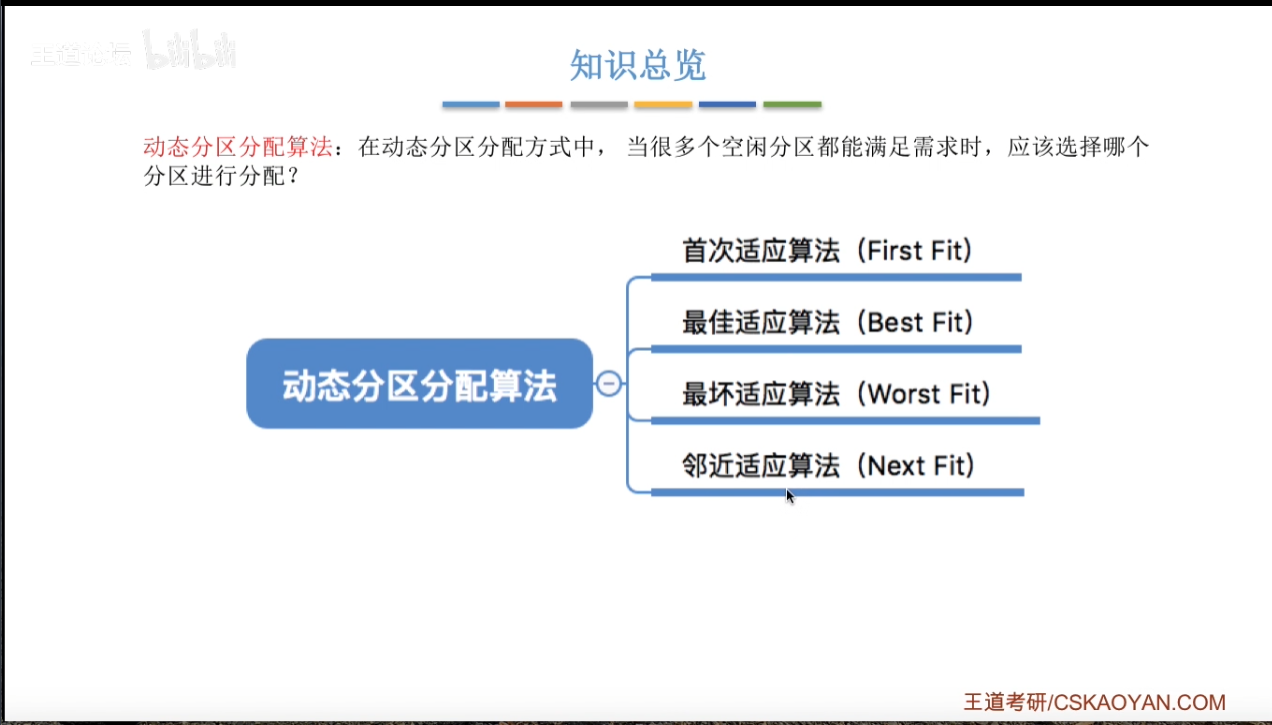 王道论坛 bilibili
知识总览
动态分区分配算法：在动态分区分配方式中， 当很多个空闲分区都能满足需求时，应该选择哪个
分区进行分配？
首次适应算法（First Fit）
最佳适应算法（Best Fit）
动态分区分配算法
最坏适应算法（Worst Fit）
邻近适应算法（Next Fit）
王道考研/CSKAOYAN.COM